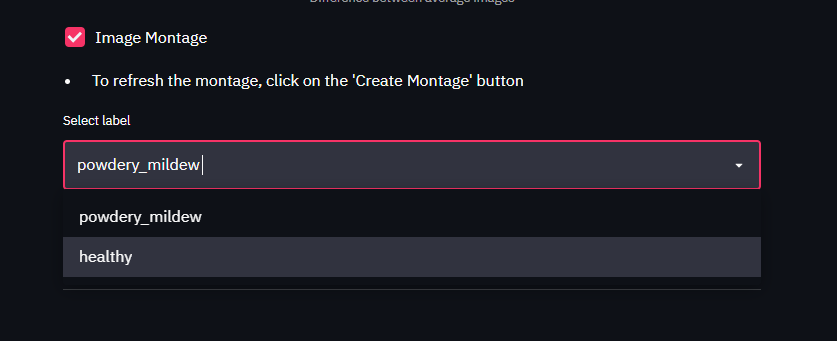 Difference between average images
Image Montage
To refresh the montage, click on the 'Create Montage' button
Select label
powdery_mildew
powdery_mildew
healthy